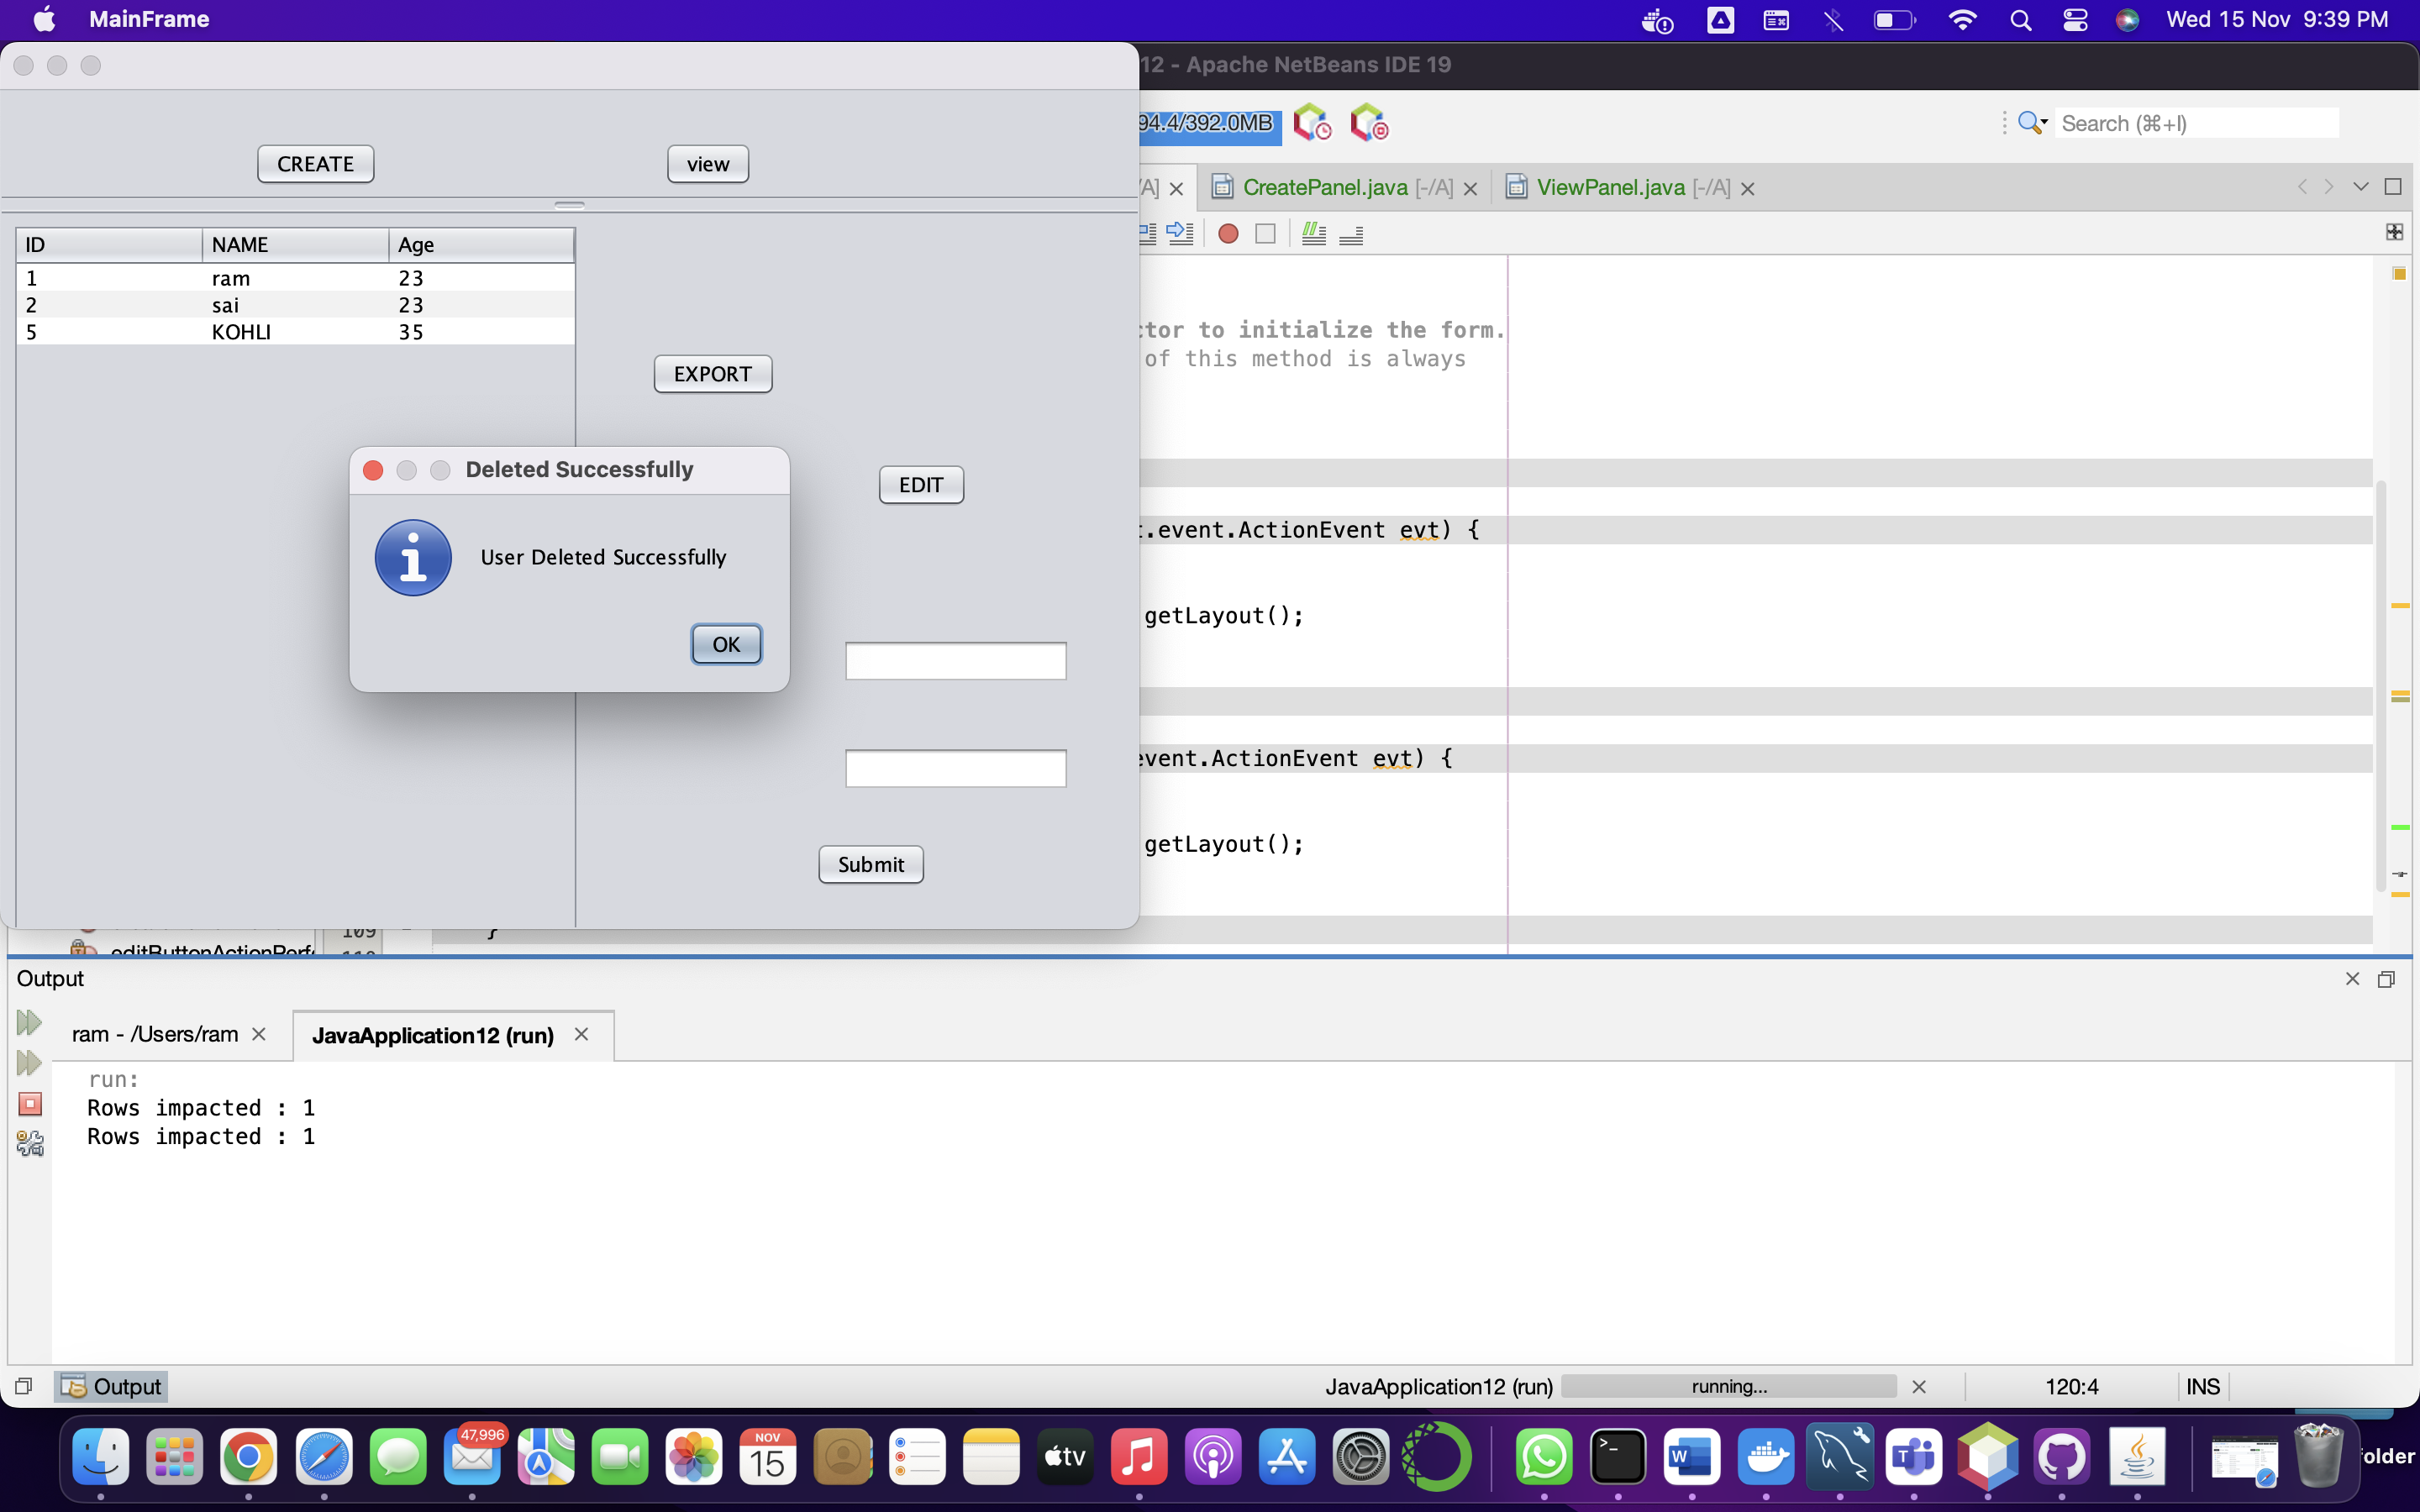 MainFrame
Wed 15 Nov 9:39 PM
12 - Apache NetBeans IDE 19
94.4/392.0MB
Search (⌘+I)
CREATE
view
/A]
CreatePanel.java [-/A]
ViewPanel.java [-/A]
ID NAME Age
1 ram 23
2 sai 23
5 KOHLI 35
EXPORT
EDIT
Deleted Successfully
User Deleted Successfully
OK
Submit
ctor to initialize the form.
of this method is always
t.event.ActionEvent evt) {
getLayout();
event.ActionEvent evt) {
getLayout();
109 }
editButtonActionPerf
Output
ram - /Users/ram
JavaApplication12 (run)
run:
Rows impacted : 1
Rows impacted : 1
Output
JavaApplication12 (run)
running...
120:4
INS
47,996
NOV
15
tv
folder